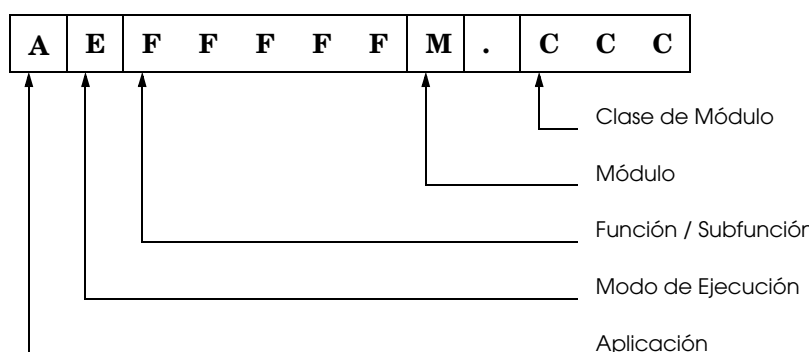 A E F F F F F M . C C C
Clase de Módulo
Módulo
Función / Subfunción
Modo de Ejecución
Aplicación